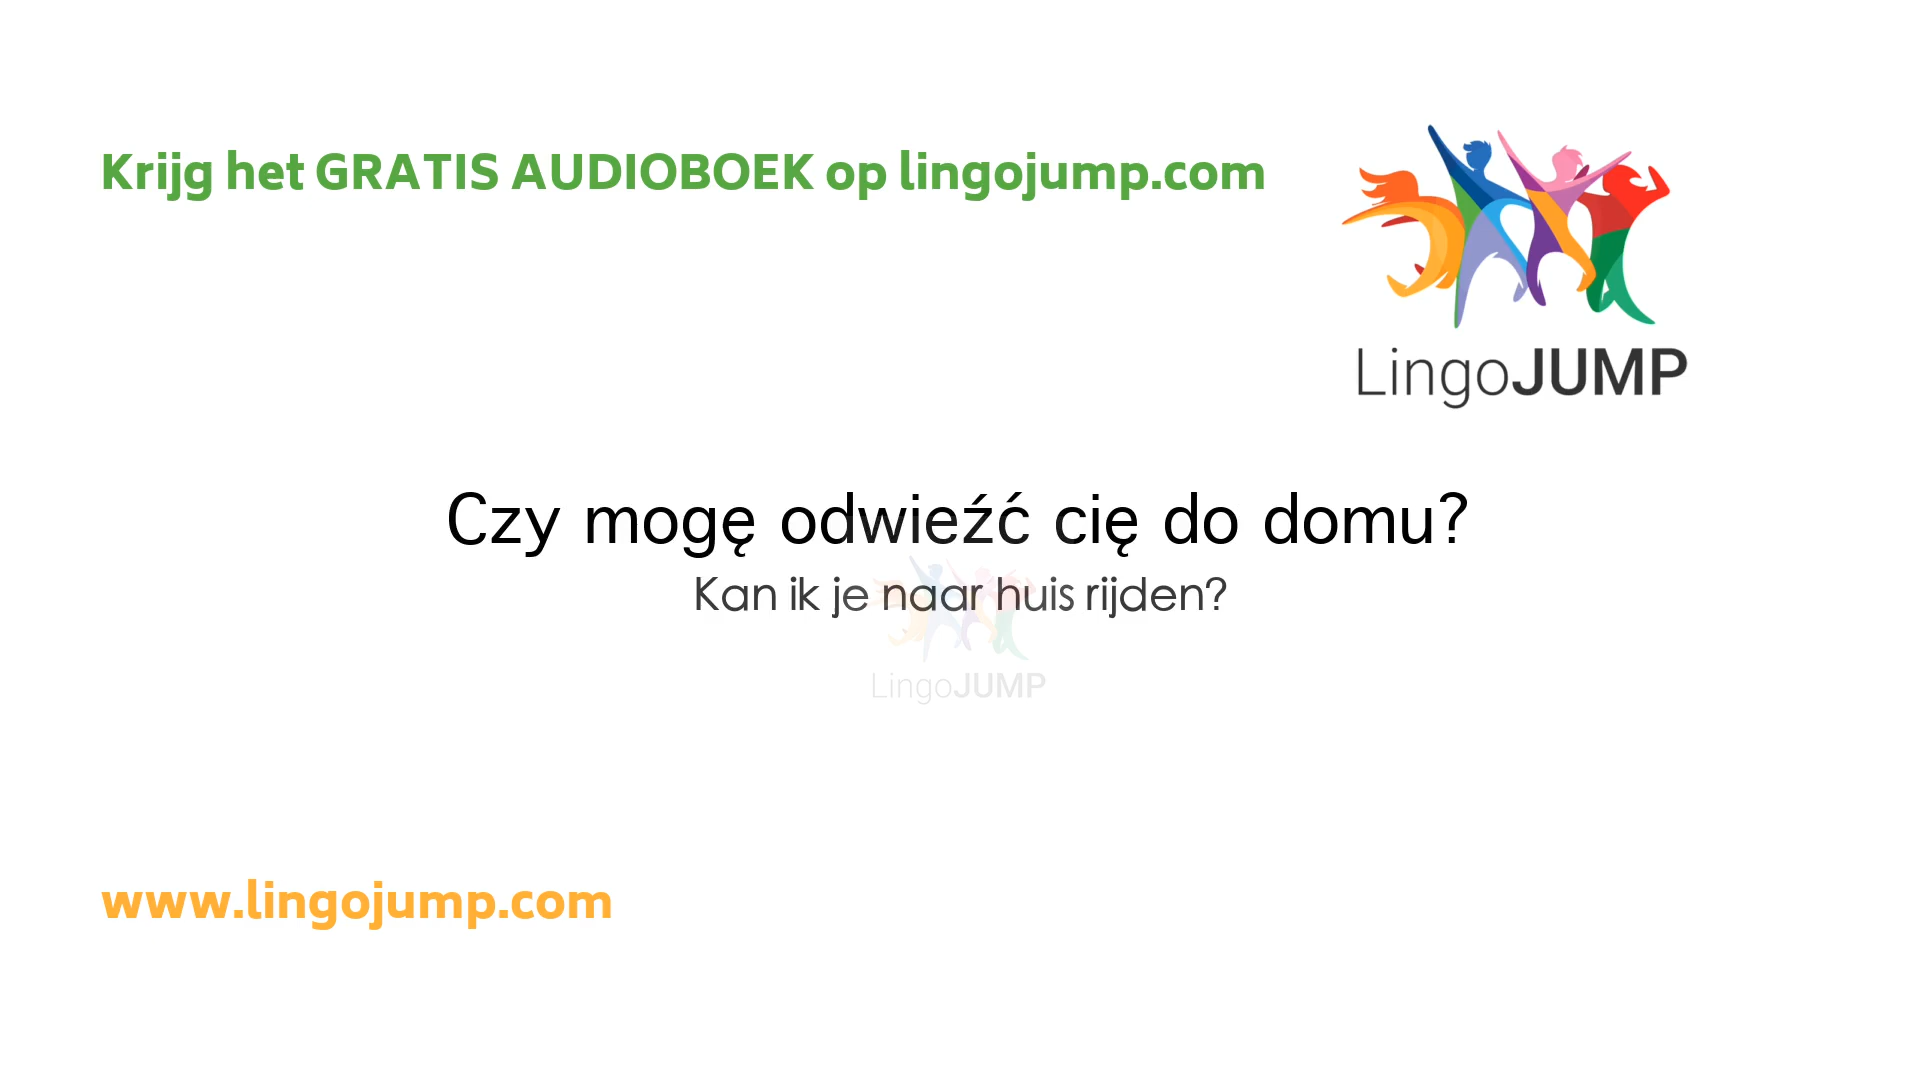 Krijg het GRATIS AUDIOBOEK op lingojump.com
LingoJUMP
Czy mogę odwieźć cię do domu?
Kan ik je naar huis rijden?
LingoJUMP
www.lingojump.com